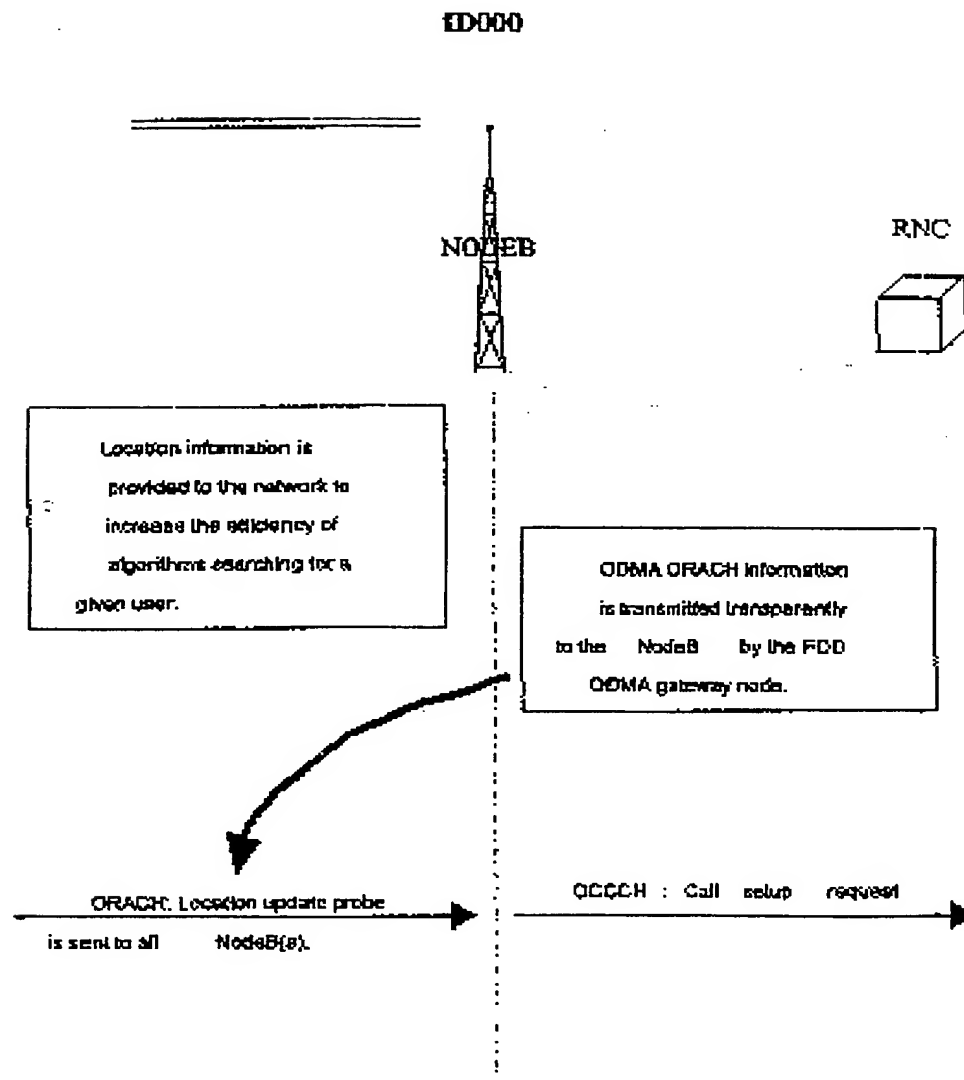 ED000
NODEB
RNC
Location information is
provided to the network to
increase the efficiency of
algorithms searching for a
given user.
ODMA ORACH information
is transmitted transparently
to the NodeB by the FDD
ODMA gateway node.
ORACH: Location update probe
is sent to all NodeB(s).
OCCCH : Call setup request